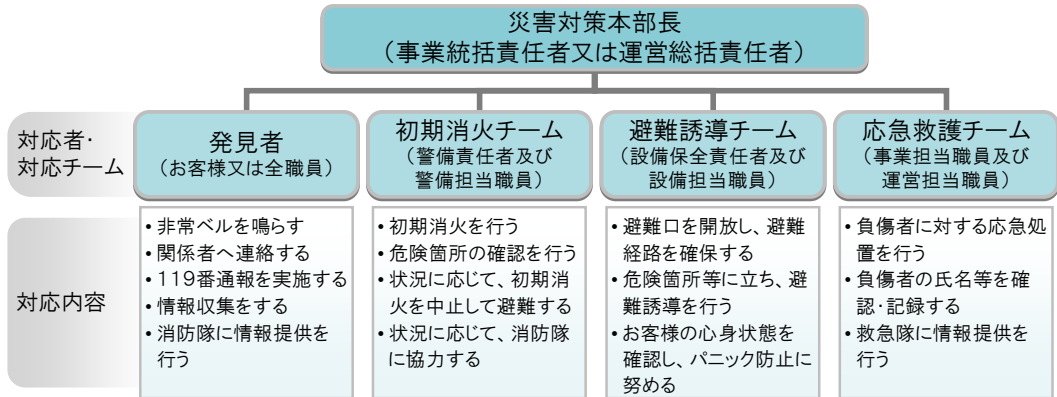 災害対策本部長
（事業統括責任者又は運営総括責任者）
対応者・
対応チーム
発見者
（お客様又は全職員）
初期消火チーム
（警備責任者及び
警備担当職員）
避難誘導チーム
（設備保全責任者及び
設備担当職員）
応急救護チーム
（事業担当職員及び
運営担当職員）
対応内容
• 非常ベルを鳴らす
• 関係者へ連絡する
• 119番通報を実施する
• 情報収集をする
• 消防隊に情報提供を
行う
• 初期消火を行う
• 危険箇所の確認を行う
• 状況に応じて、初期消
火を中止して避難する
• 状況に応じて、消防隊
に協力する
• 避難口を開放し、避難
経路を確保する
• 危険箇所等に立ち、避
難誘導を行う
• お客様の心身状態を
確認し、パニック防止に
努める
• 負傷者に対する応急処
置を行う
• 負傷者の氏名等を確
認・記録する
• 救急隊に情報提供を
行う